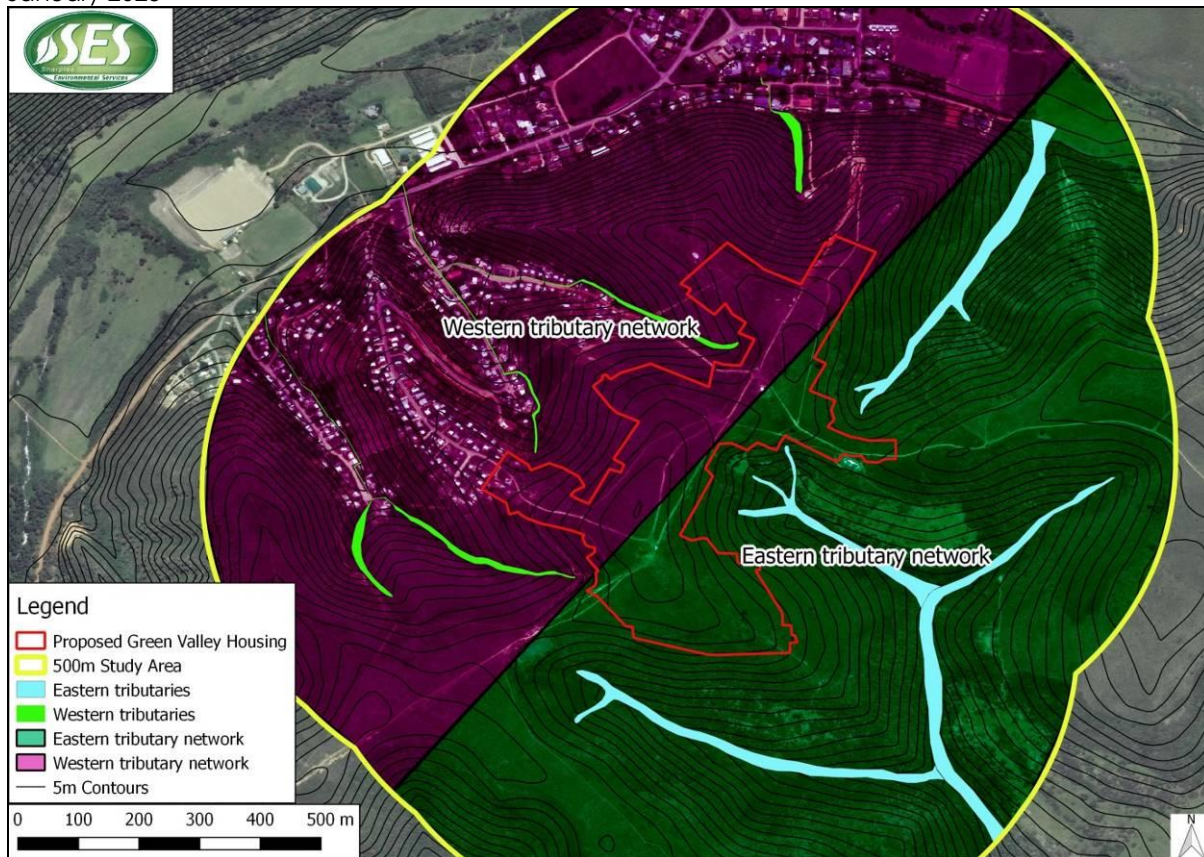 SES
Sharples
Environmental Services
Western tributary network
Eastern tributary network
Legend
Proposed Green Valley Housing
500m Study Area
Eastern tributaries
Western tributaries
Eastern tributary network
Western tributary network
5m Contours
0 100 200 300 400 500 m
N